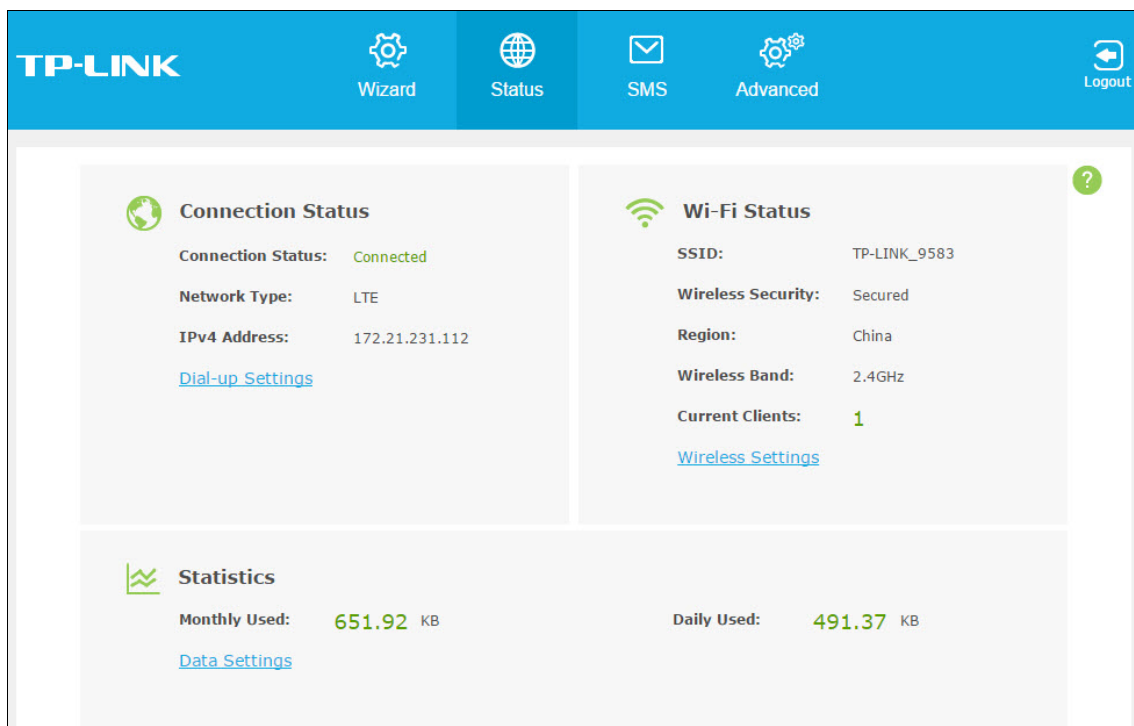 TP-LINK
Wizard
Status
SMS
Advanced
Logout
?
Connection Status
Connection Status: Connected
Network Type: LTE
IPv4 Address: 172.21.231.112
Dial-up Settings
Wi-Fi Status
SSID: TP-LINK_9583
Wireless Security: Secured
Region: China
Wireless Band: 2.4GHz
Current Clients: 1
Wireless Settings
Statistics
Monthly Used: 651.92 KB
Daily Used: 491.37 KB
Data Settings